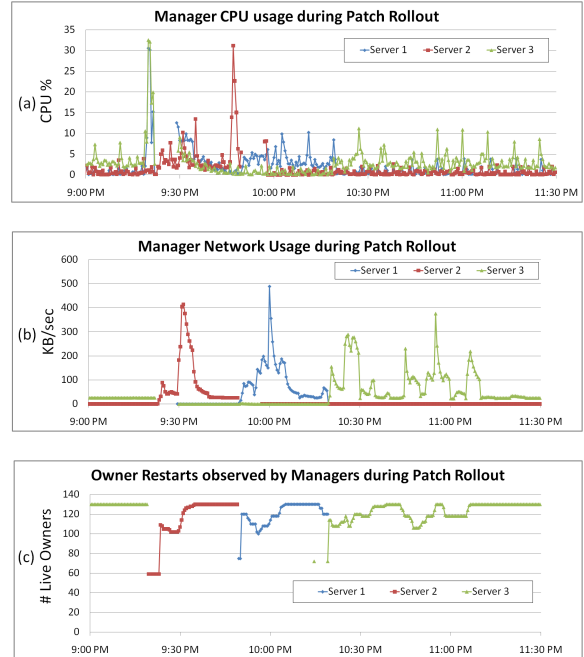 Manager CPU usage during Patch Rollout
35
30
25
20
15
10
5
0
CPU %
(a)
Server 1 Server 2 Server 3
9:00 PM 9:30 PM 10:00 PM 10:30 PM 11:00 PM 11:30 PM
Manager Network Usage during Patch Rollout
600
500
400
300
200
100
0
KB/sec
(b)
Server 1 Server 2 Server 3
9:00 PM 9:30 PM 10:00 PM 10:30 PM 11:00 PM 11:30 PM
Owner Restarts observed by Managers during Patch Rollout
140
120
100
80
60
40
20
0
# Live Owners
(c)
Server 1 Server 2 Server 3
9:00 PM 9:30 PM 10:00 PM 10:30 PM 11:00 PM 11:30 PM